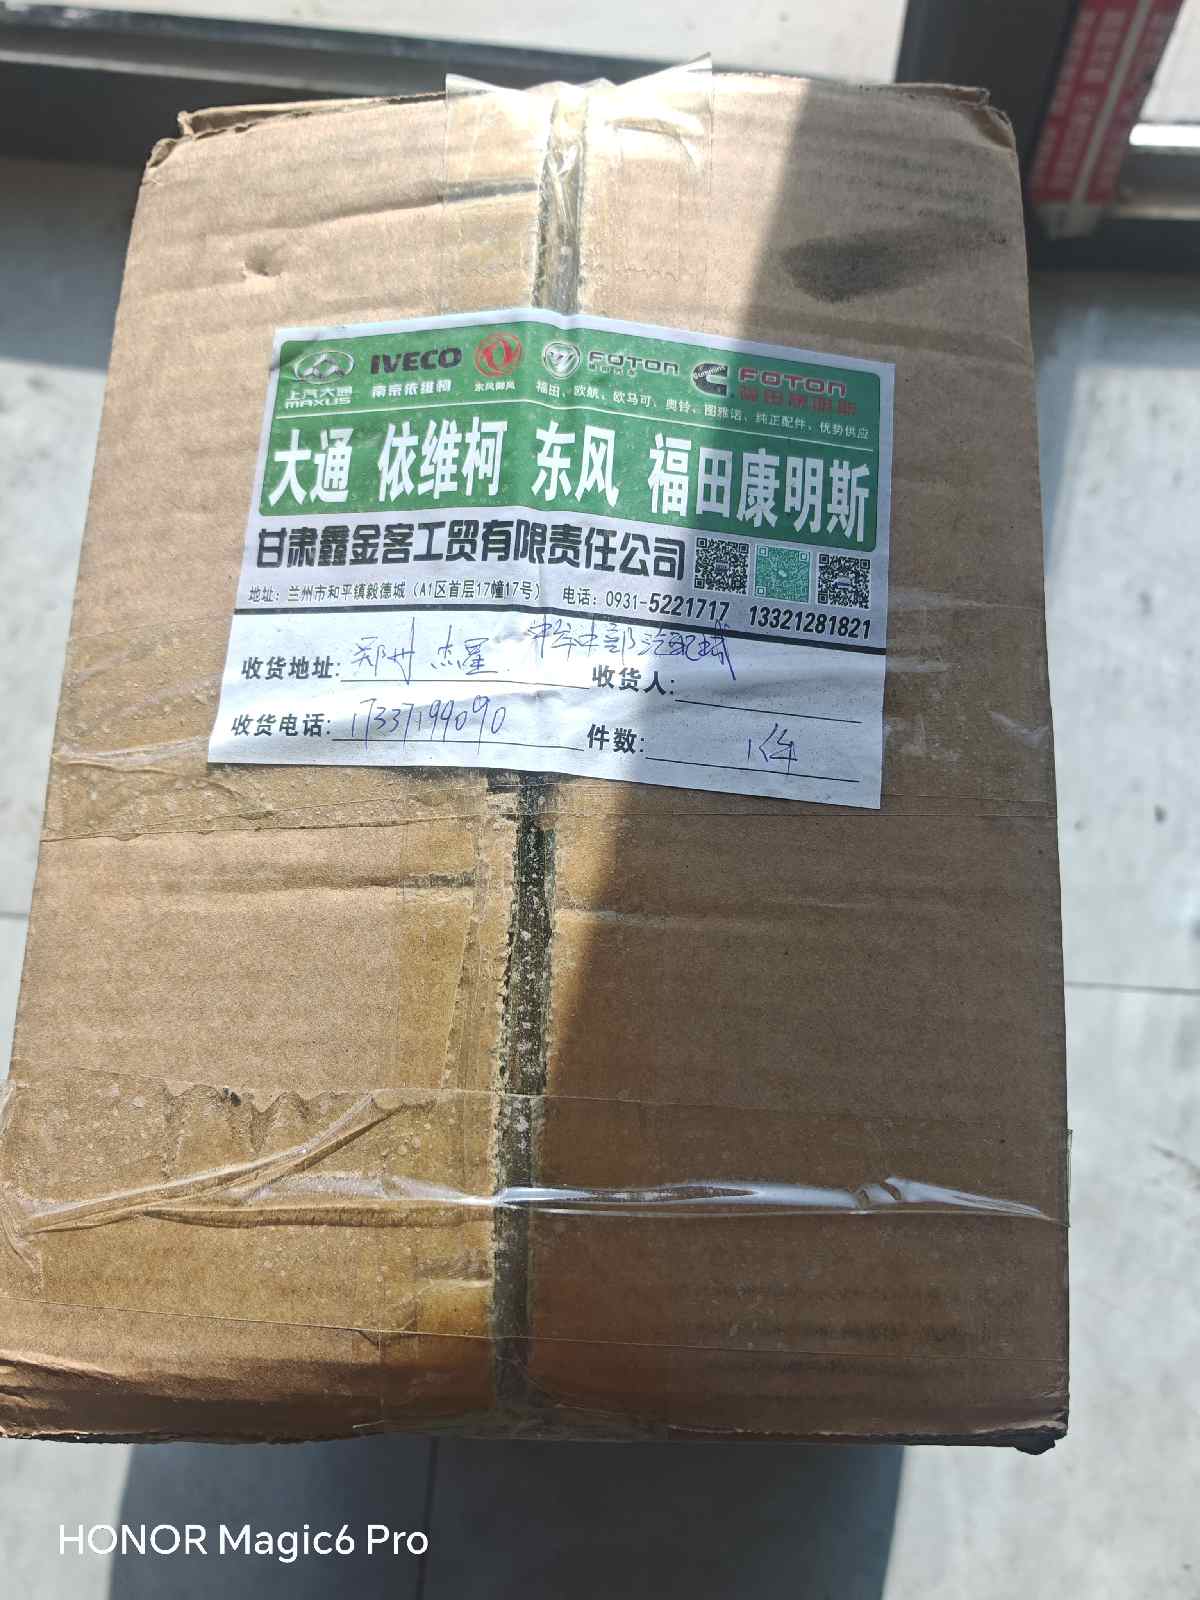 上汽大通 MAXUS
IVECO 南京依维柯
东风御风
FOTON
Cummins
FOTON 福田康明斯
福田、欧航、欧马可、奥铃、图雅诺、纯正配件、优势供应
大通 依维柯 东风 福田康明斯
甘肃鑫金客工贸有限责任公司
地址：兰州市和平镇毅德城（A1区首层17幢17号） 电话：0931-5221717 13321281821
收货地址：郑州 杰星 中华中部汽配城
收货人：
收货电话：17337199090 件数：1件
HONOR Magic6 Pro